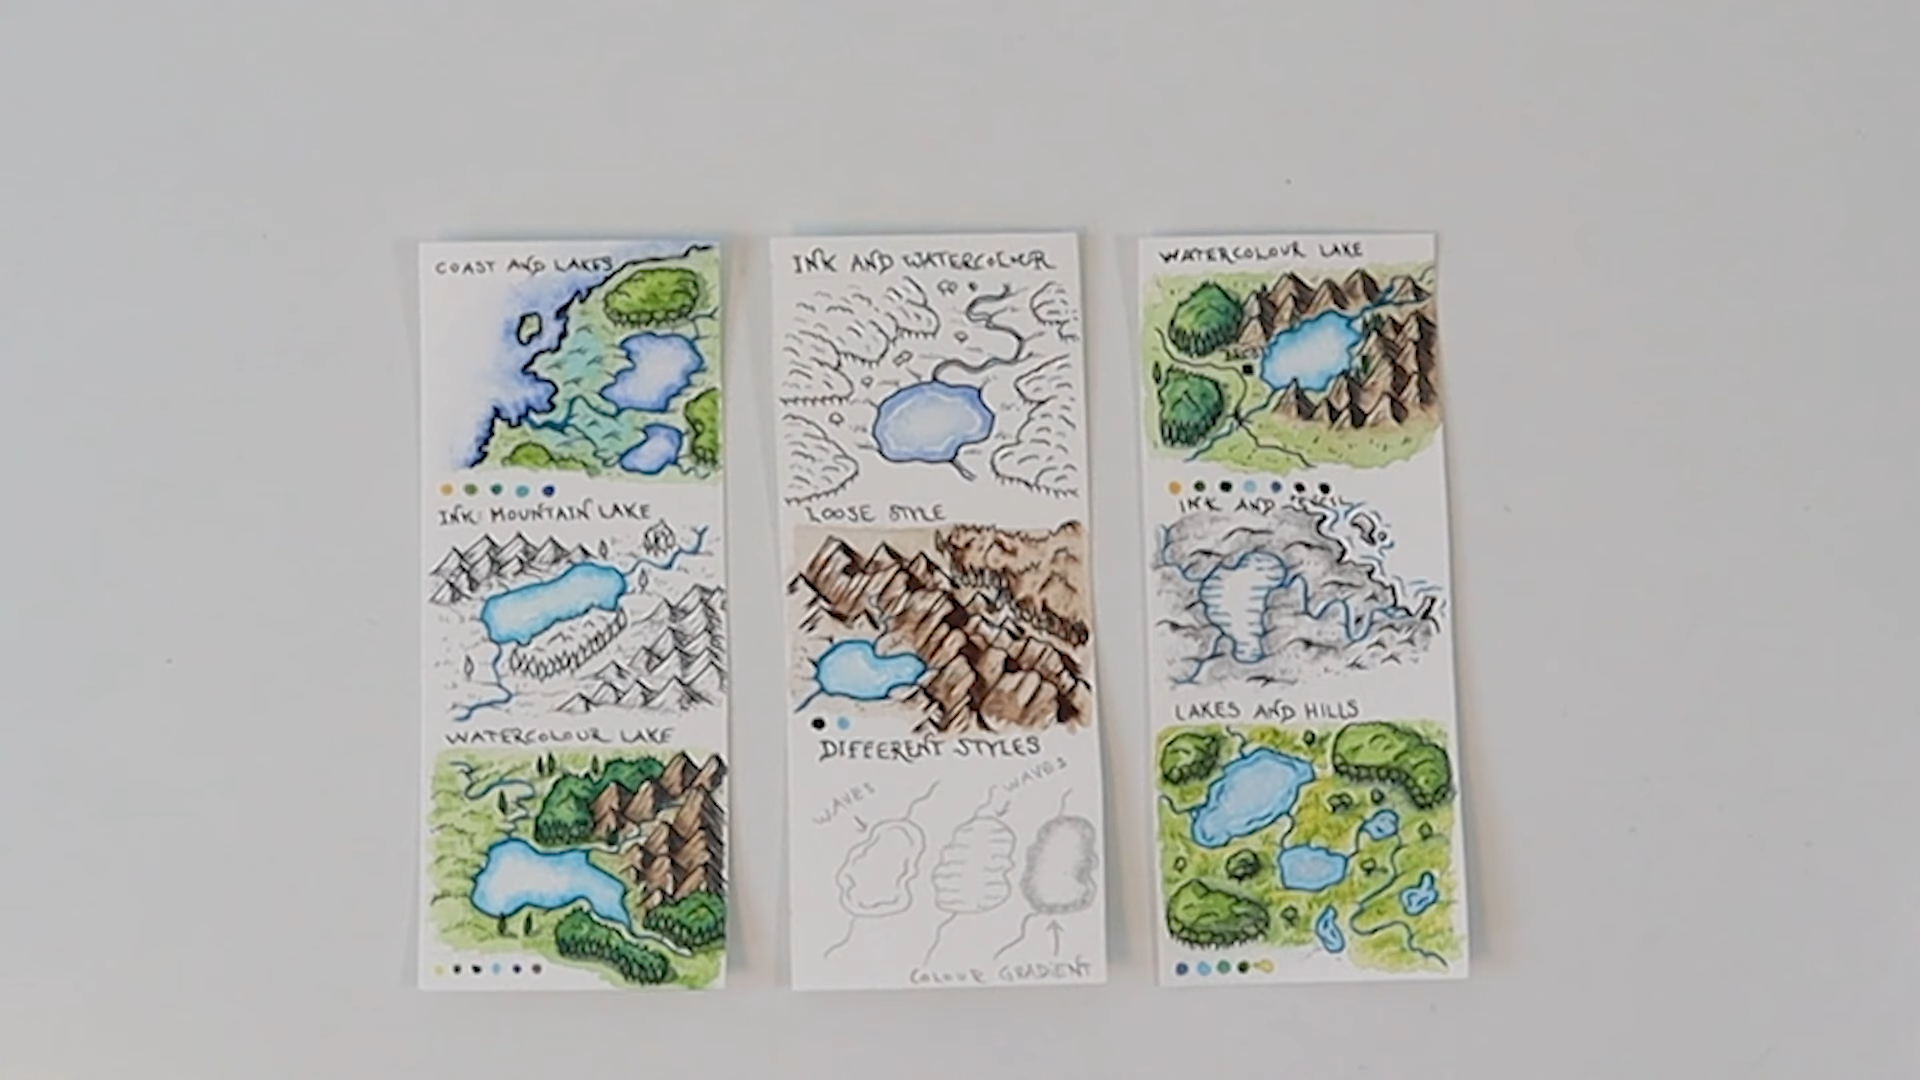 COAST AND LAKES
INK: MOUNTAIN LAKE
WATERCOLOUR LAKE
INK AND WATERCOLOUR
LOOSE STYLE
DIFFERENT STYLES
WAVES
WAVES
COLOUR GRADIENT
WATERCOLOUR LAKE
INK AND PENCIL
LAKES AND HILLS